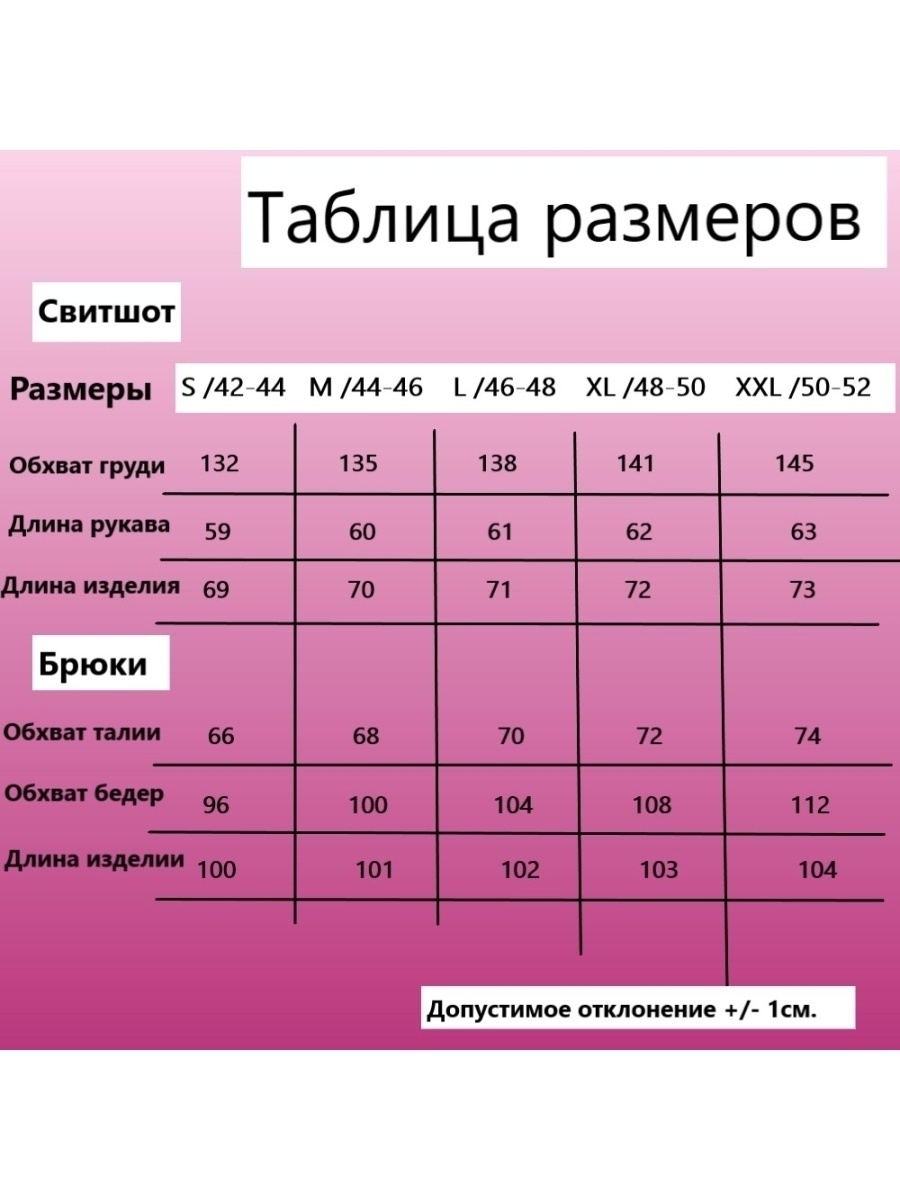 Таблица размеров
Свитшот
Размеры S /42-44 M /44-46 L /46-48 XL /48-50 XXL /50-52
Обхват груди 132 135 138 141 145
Длина рукава 59 60 61 62 63
Длина изделия 69 70 71 72 73
Брюки
Обхват талии 66 68 70 72 74
Обхват бедер 96 100 104 108 112
Длина изделии 100 101 102 103 104
Допустимое отклонение +/- 1см.